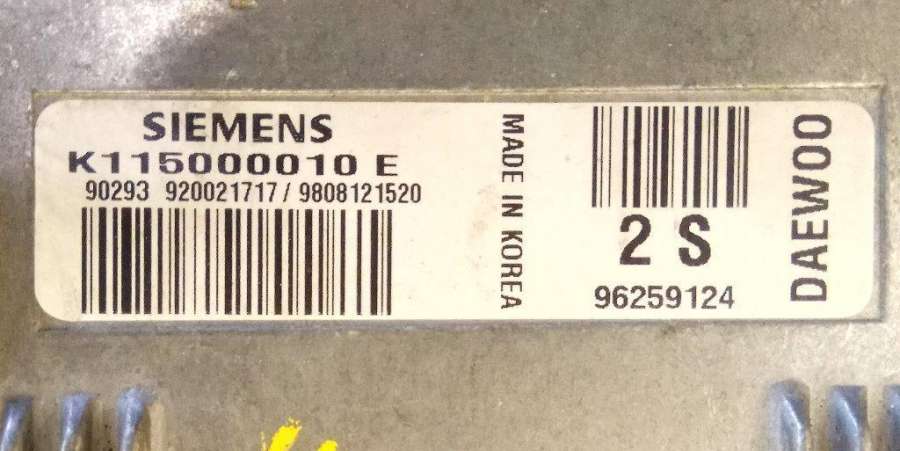 SIEMENS
K115000010 E
90293 920021717/ 9808121520
MADE IN KOREA
2 S
96259124
DAEWOO